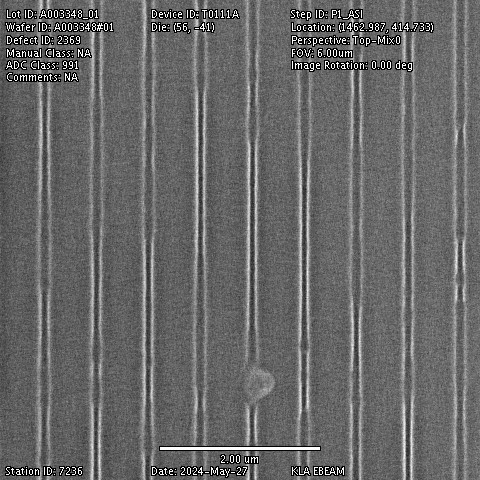 Lot ID: A003348_01
Wafer ID: A003348#01
Defect ID: 2369
Manual Class: NA
ADC Class: 991
Comments: NA
Device ID: T0111A
Die: (56, -41)
Step ID: P1_ASI
Location: (1462.987, 414.733)
Perspective: Top-Mix0
FOV: 6.00um
Image Rotation: 0.00 deg
2.00 um
Station ID: 7236
Date: 2024-May-27
KLA EBEAM